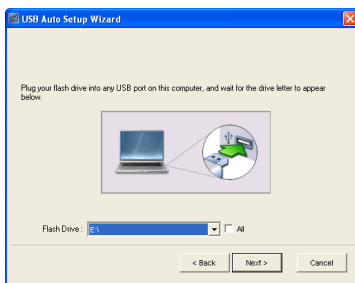 USB Auto Setup Wizard
Plug your flash drive into any USB port on this computer, and wait for the drive letter to appear
below.
Flash Drive : E:\ All
< Back Next > Cancel